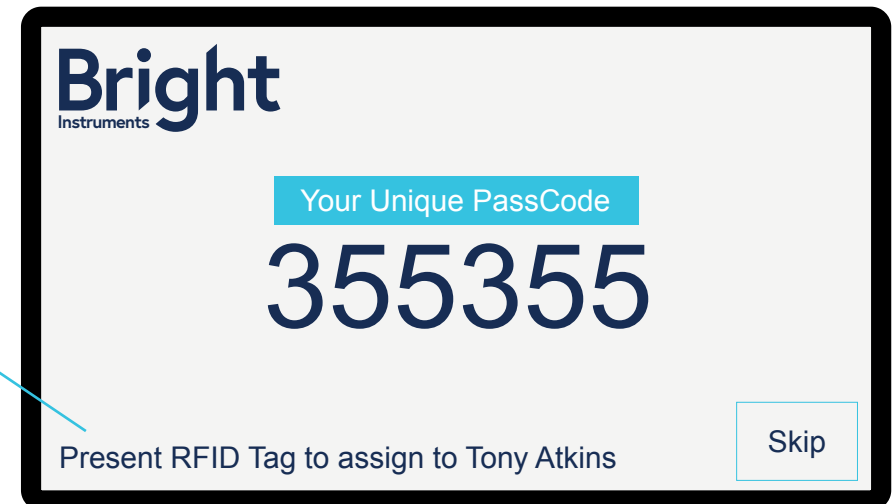 Bright
Instruments
Your Unique PassCode
355355
Present RFID Tag to assign to Tony Atkins
Skip